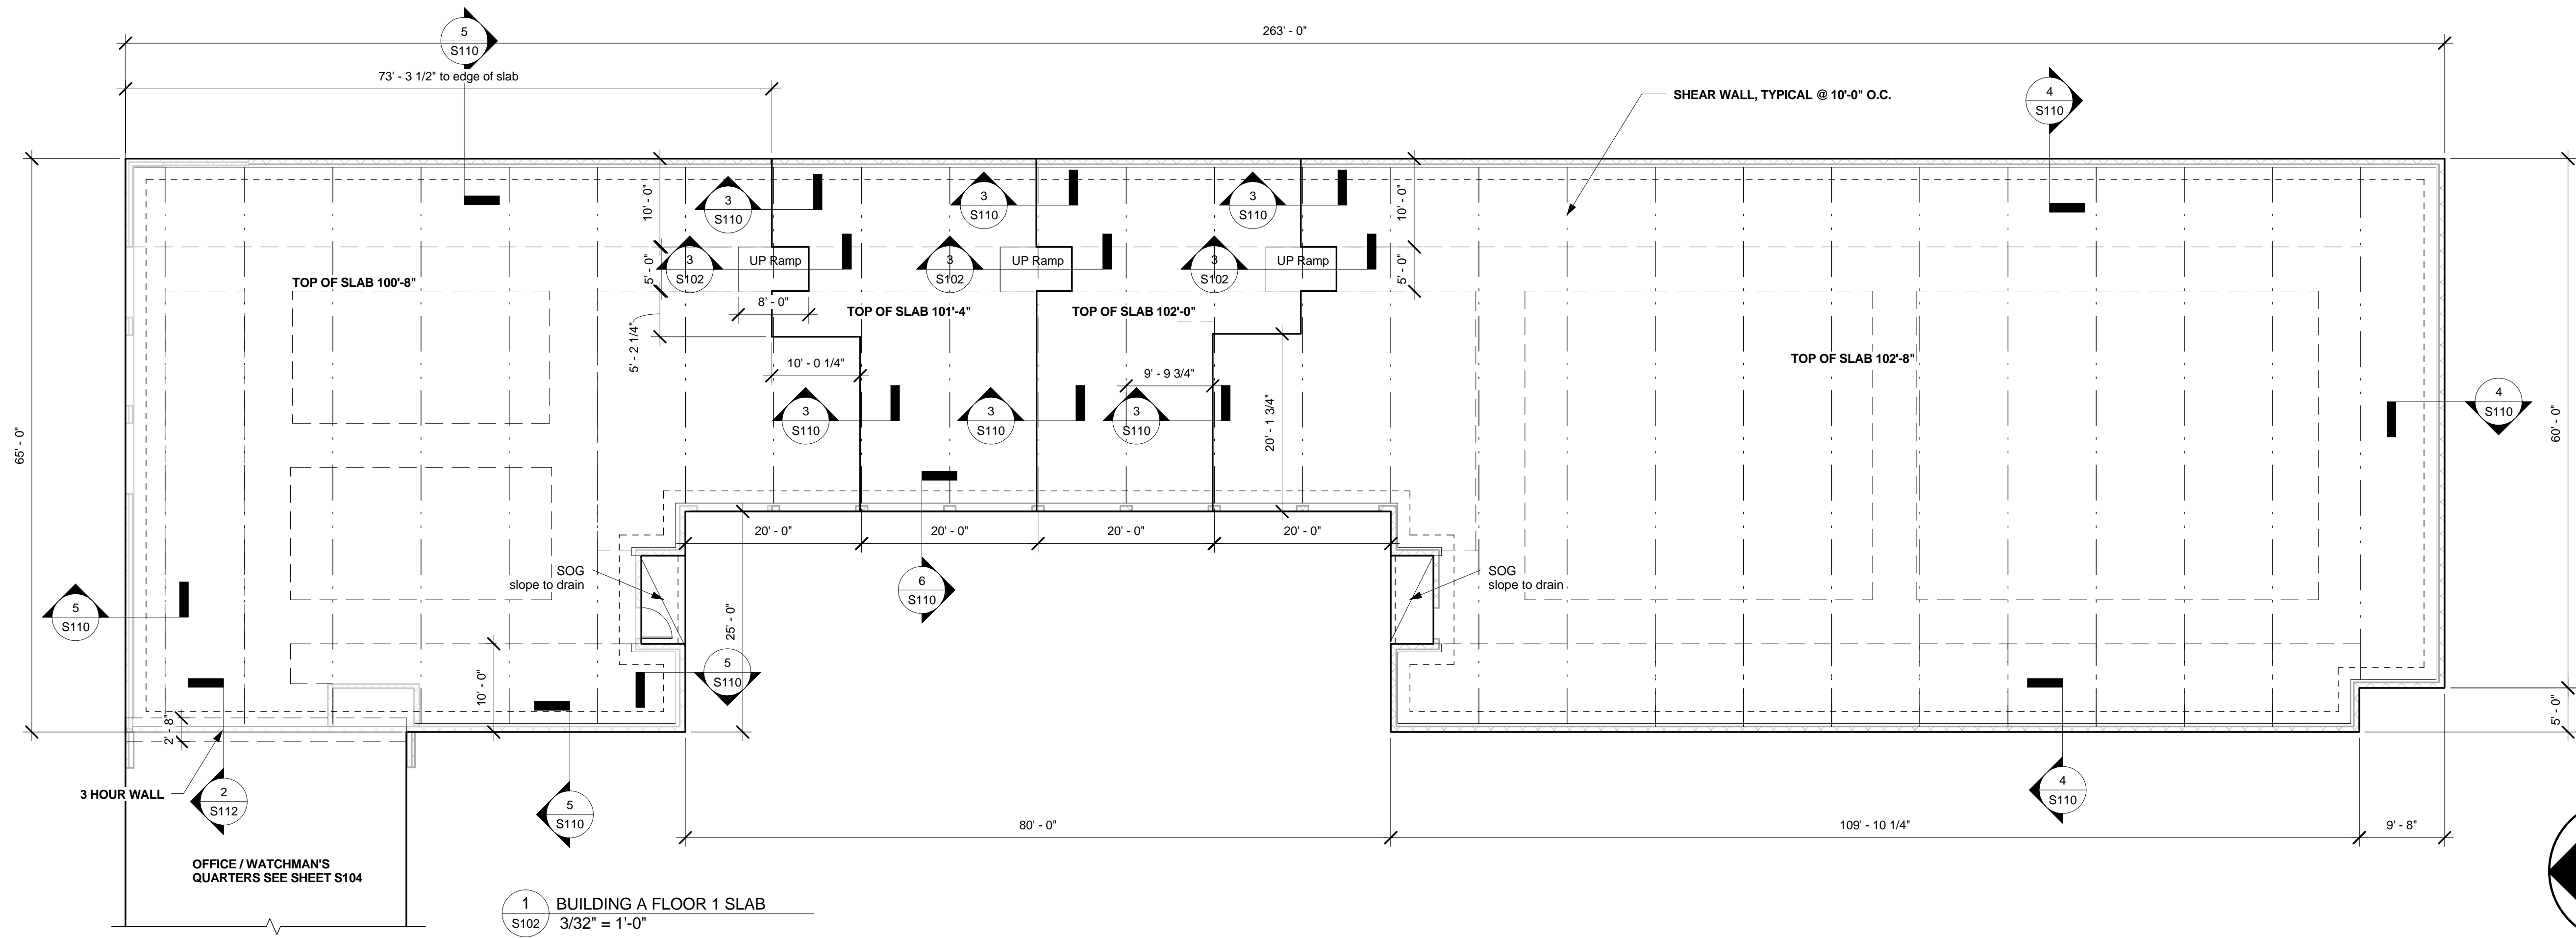 5
S110
263' - 0"
73' - 3 1/2" to edge of slab
SHEAR WALL, TYPICAL @ 10'-0" O.C.
4
S110
10' - 0"
3
S110
3
S110
3
S110
10' - 0"
5' - 0"
3
S102
UP Ramp
3
S102
UP Ramp
3
S102
UP Ramp
5' - 0"
TOP OF SLAB 100'-8"
8' - 0"
TOP OF SLAB 101'-4"
TOP OF SLAB 102'-0"
5' - 2 1/4"
TOP OF SLAB 102'-8"
10' - 0 1/4"
9' - 9 3/4"
3
S110
3
S110
3
S110
20' - 1 3/4"
4
S110
65' - 0"
60' - 0"
20' - 0"
20' - 0"
20' - 0"
20' - 0"
SOG
slope to drain
SOG
slope to drain
6
S110
5
S110
25' - 0"
5
S110
10' - 0"
2' - 8"
5' - 0"
3 HOUR WALL
2
S112
5
S110
4
S110
80' - 0"
109' - 10 1/4"
9' - 8"
OFFICE / WATCHMAN'S
QUARTERS SEE SHEET S104
1
S102
BUILDING A FLOOR 1 SLAB
3/32" = 1'-0"